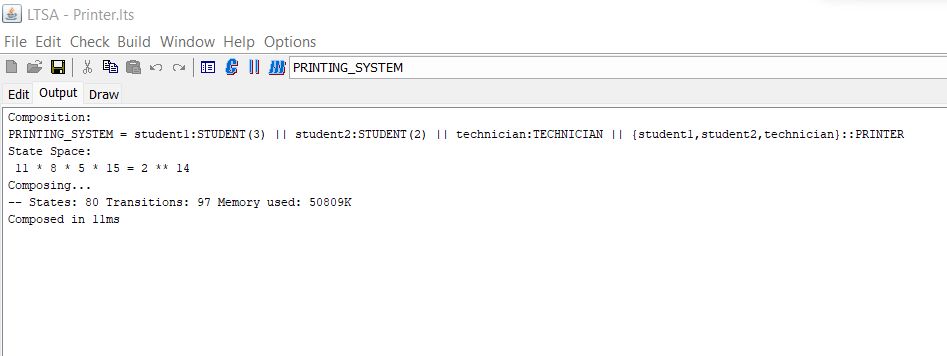 LTSA - Printer.lts
File Edit Check Build Window Help Options
PRINTING_SYSTEM
Edit Output Draw
Composition:
PRINTING_SYSTEM = student1:STUDENT(3) || student2:STUDENT(2) || technician:TECHNICIAN || {student1,student2,technician}::PRINTER
State Space:
11 * 8 * 5 * 15 = 2 ** 14
Composing...
-- States: 80 Transitions: 97 Memory used: 50809K
Composed in 11ms